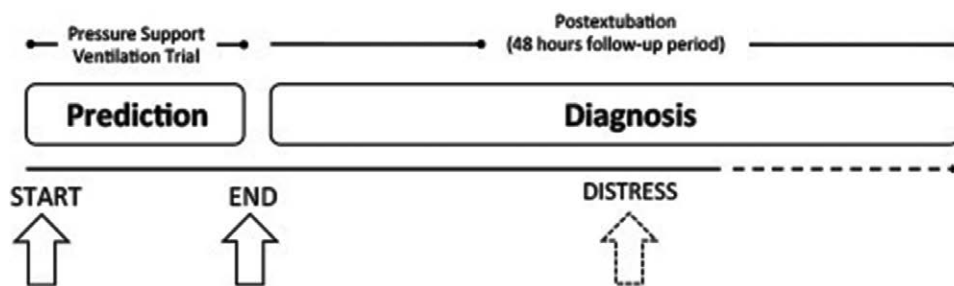 Pressure Support
Ventilation Trial
Postextubation
(48 hours follow-up period)
Prediction
Diagnosis
START
END
DISTRESS